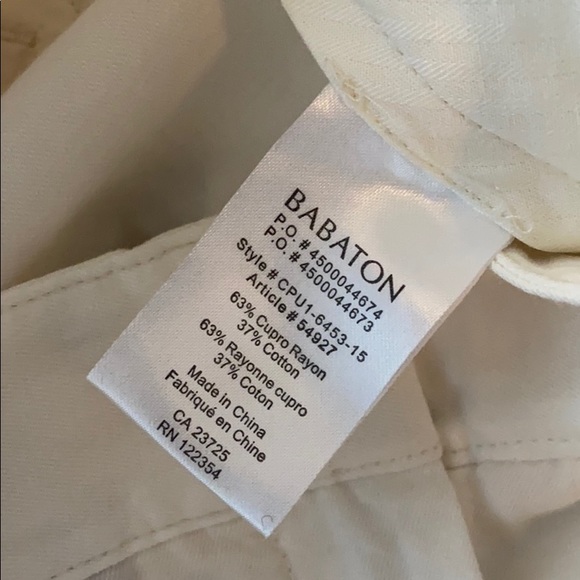 BABATON
P.O. # 4500044674
P.O. # 4500044673
Style # CPU1-6453-15
Article # 54927
63% Cupro Rayon
37% Cotton
63% Rayonne cupro
37% Coton
Made in China
Fabriqué en Chine
CA 23725
RN 122354